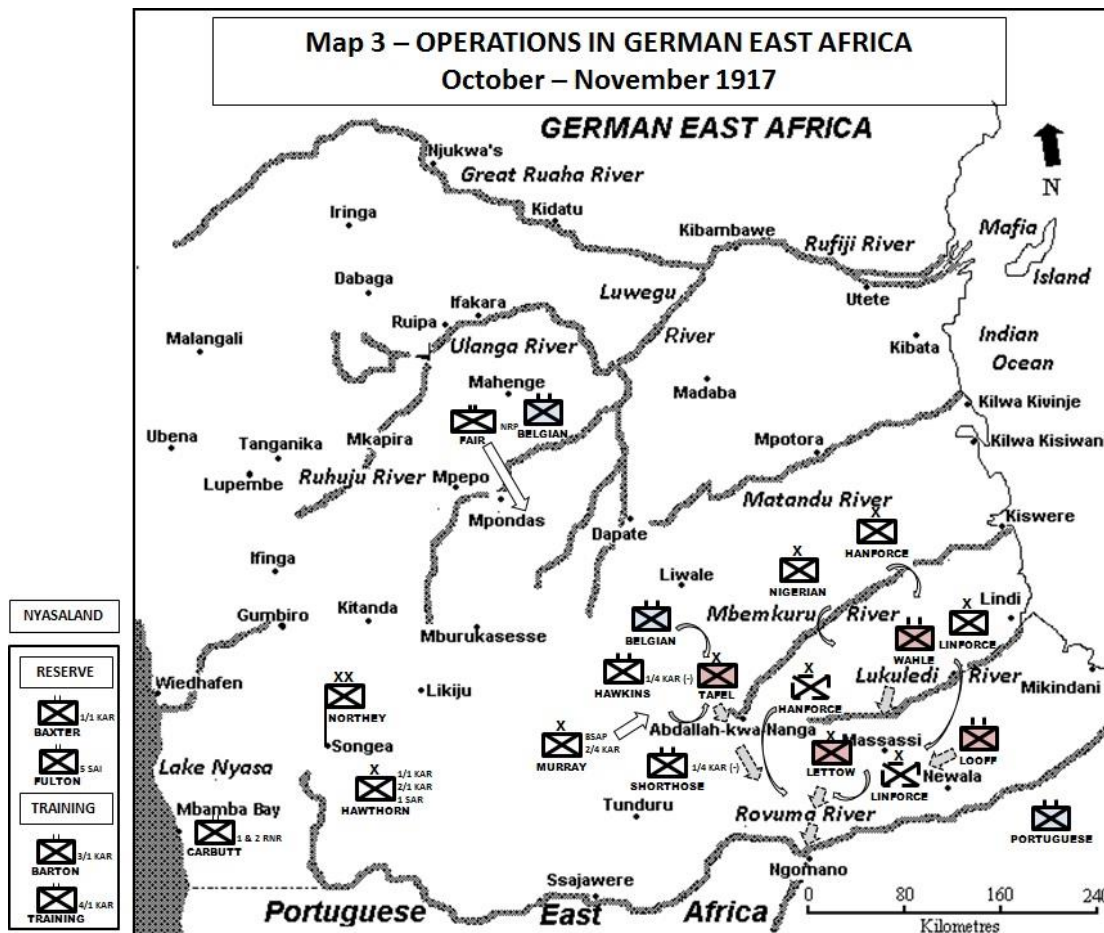 Map 3 – OPERATIONS IN GERMAN EAST AFRICA
October – November 1917
GERMAN EAST AFRICA
N
Njukwa's
Great Ruaha River
Iringa
Kidatu
Kibambawe
Rufiji River
Mafia
Island
Dabaga
Luwegu
River
Utete
Ifakara
Ruipa
Ulanga River
Malangali
Kibata
Indian
Ocean
Mahenge
Madaba
Kilwa Kivinje
FAIR
NRP
BELGIAN
Ubena
Tanganika
Mkapira
Mpotora
Kilwa Kisiwani
Lupembe
Ruhuju River
Mpepo
Matandu River
Mpondas
Dapate
X
HANFORCE
Kiswere
Ifinga
Liwale
X
NIGERIAN
Gumbiro
Kitanda
Mburukasesse
BELGIAN
Mbemkuru River
WAHLE
X
LINFORCE
Lindi
NYASALAND
RESERVE
BAXTER
1/1 KAR
FULTON
5 SAI
TRAINING
BARTON
3/1 KAR
TRAINING
4/1 KAR
Wiedhafen
XX
NORTHEY
Likiju
HAWKINS
1/4 KAR (-)
X
TAFEL
X
HANFORCE
Lukuledi River
Mikindani
Songea
X
MURRAY
BSAP
2/4 KAR
Abdallah-kwa-Nanga
Massassi
LOOFF
Lake Nyasa
X
HAWTHORN
1/1 KAR
2/1 KAR
1 SAR
SHORTHOSE
1/4 KAR (-)
X
LETTOW
X
LINFORCE
Newala
Mbamba Bay
CARBUTT
1 & 2 RNR
Tunduru
Rovuma River
PORTUGUESE
Ngomano
Ssajawere
Portuguese East Africa
0 80 160 240
Kilometres